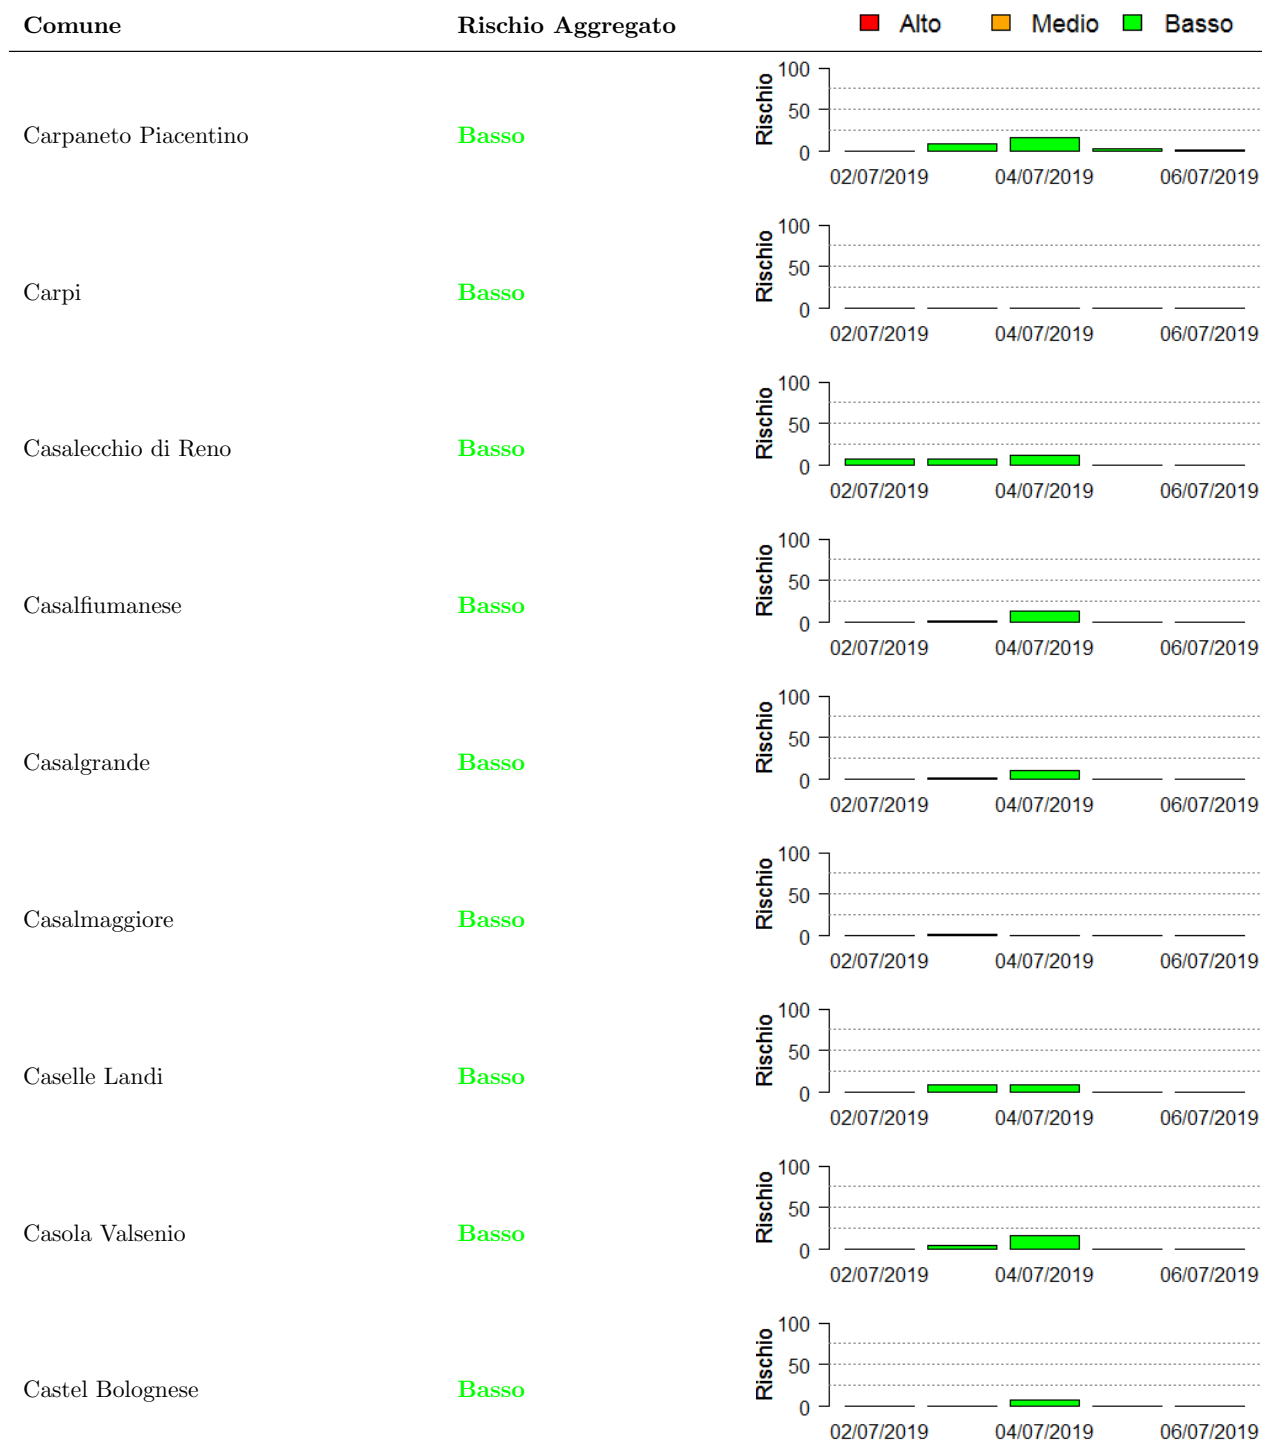 Comune Rischio Aggregato Alto Medio Basso
100
50
0
Rischio
Carpaneto Piacentino Basso
02/07/2019 04/07/2019 06/07/2019
100
50
0
Rischio
Carpi Basso
02/07/2019 04/07/2019 06/07/2019
100
50
0
Rischio
Casalecchio di Reno Basso
02/07/2019 04/07/2019 06/07/2019
100
50
0
Rischio
Casalfiumanese Basso
02/07/2019 04/07/2019 06/07/2019
100
50
0
Rischio
Casalgrande Basso
02/07/2019 04/07/2019 06/07/2019
100
50
0
Rischio
Casalmaggiore Basso
02/07/2019 04/07/2019 06/07/2019
100
50
0
Rischio
Caselle Landi Basso
02/07/2019 04/07/2019 06/07/2019
100
50
0
Rischio
Casola Valsenio Basso
02/07/2019 04/07/2019 06/07/2019
100
50
0
Rischio
Castel Bolognese Basso
02/07/2019 04/07/2019 06/07/2019